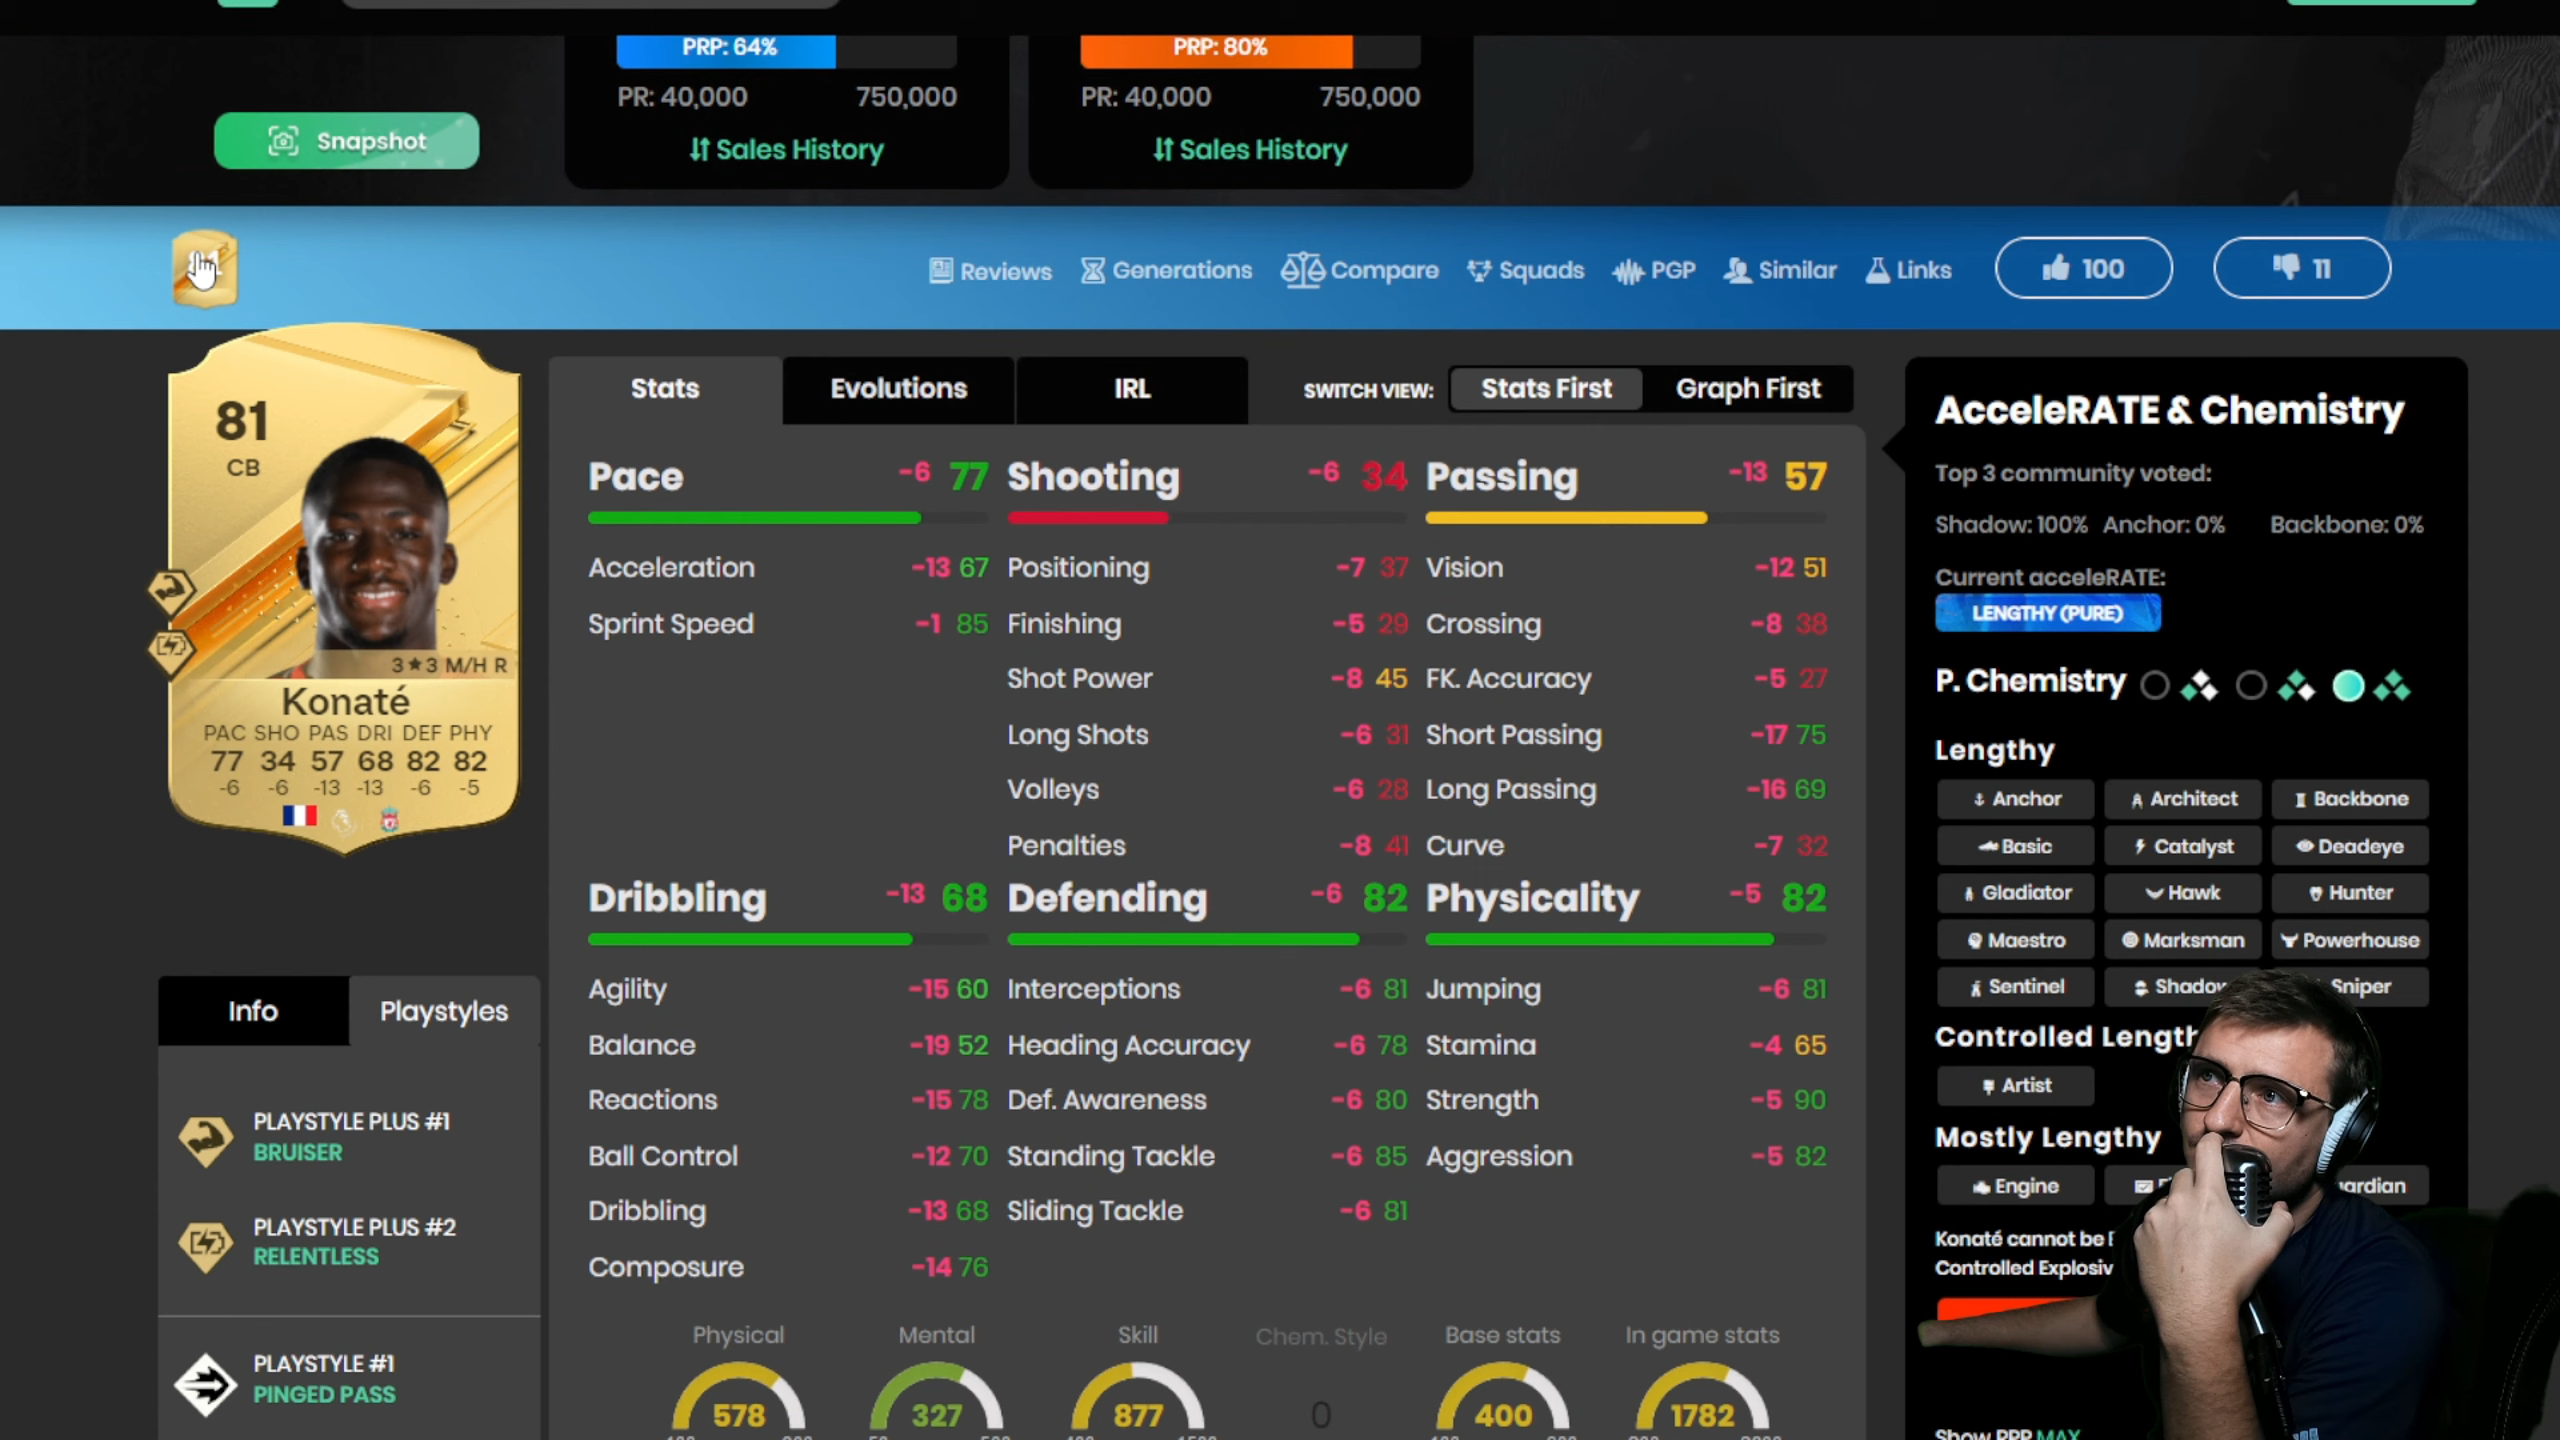 PRP: 64%
PRP: 80%
PR: 40,000 750,000
PR: 40,000 750,000
Snapshot
Sales History
Sales History
Reviews Generations Compare Squads PGP Similar Links 100 11
81
CB
3★3 M/H R
Konaté
PAC SHO PAS DRI DEF PHY
77 34 57 68 82 82
-6 -6 -13 -13 -6 -5
Info Playstyles
PLAYSTYLE PLUS #1
BRUISER
PLAYSTYLE PLUS #2
RELENTLESS
PLAYSTYLE #1
PINGED PASS
Stats Evolutions IRL SWITCH VIEW: Stats First Graph First
Pace -6 77
Acceleration -13 67
Sprint Speed -1 85
Shooting -6 34
Positioning -7 37
Finishing -5 29
Shot Power -8 45
Long Shots -6 31
Volleys -6 28
Penalties -8 41
Passing -13 57
Vision -12 51
Crossing -8 38
FK. Accuracy -5 27
Short Passing -17 75
Long Passing -16 69
Curve -7 32
Dribbling -13 68
Agility -15 60
Balance -19 52
Reactions -15 78
Ball Control -12 70
Dribbling -13 68
Composure -14 76
Defending -6 82
Interceptions -6 81
Heading Accuracy -6 78
Def. Awareness -6 80
Standing Tackle -6 85
Sliding Tackle -6 81
Physicality -5 82
Jumping -6 81
Stamina -4 65
Strength -5 90
Aggression -5 82
Physical Mental Skill Chem. Style Base stats In game stats
578 327 877 0 400 1782
AcceleRATE & Chemistry
Top 3 community voted:
Shadow: 100% Anchor: 0% Backbone: 0%
Current acceleRATE:
LENGTHY (PURE)
P. Chemistry
Lengthy
Anchor Architect Backbone
Basic Catalyst Deadeye
Gladiator Hawk Hunter
Maestro Marksman Powerhouse
Sentinel Shadow Sniper
Controlled Length
Artist
Mostly Lengthy
Engine
Konaté cannot be
Controlled Explosiv
Show PRP MAX